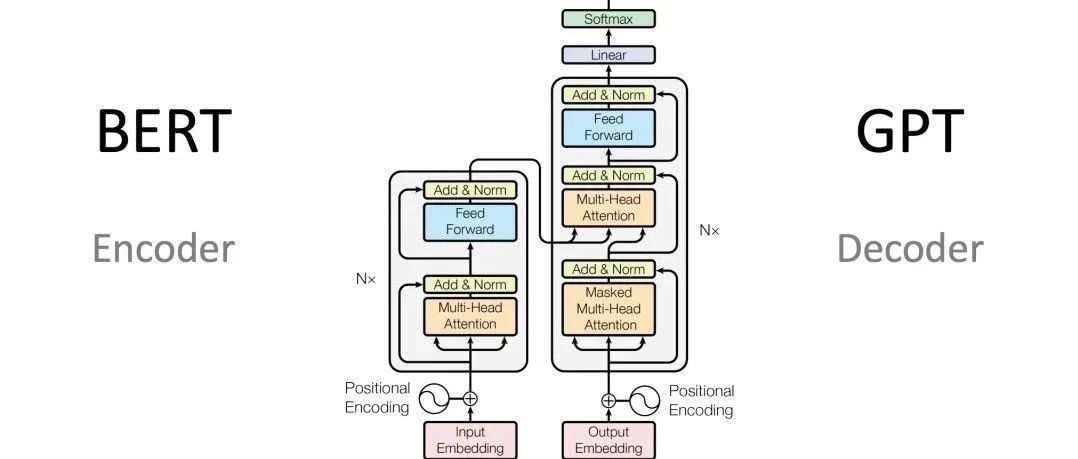 BERT
Encoder
Add & Norm
Feed
Forward
N×
Add & Norm
Multi-Head
Attention
Positional
Encoding
Input
Embedding
Softmax
Linear
Add & Norm
Feed
Forward
Add & Norm
Multi-Head
Attention
N×
Add & Norm
Masked
Multi-Head
Attention
Positional
Encoding
Output
Embedding
GPT
Decoder